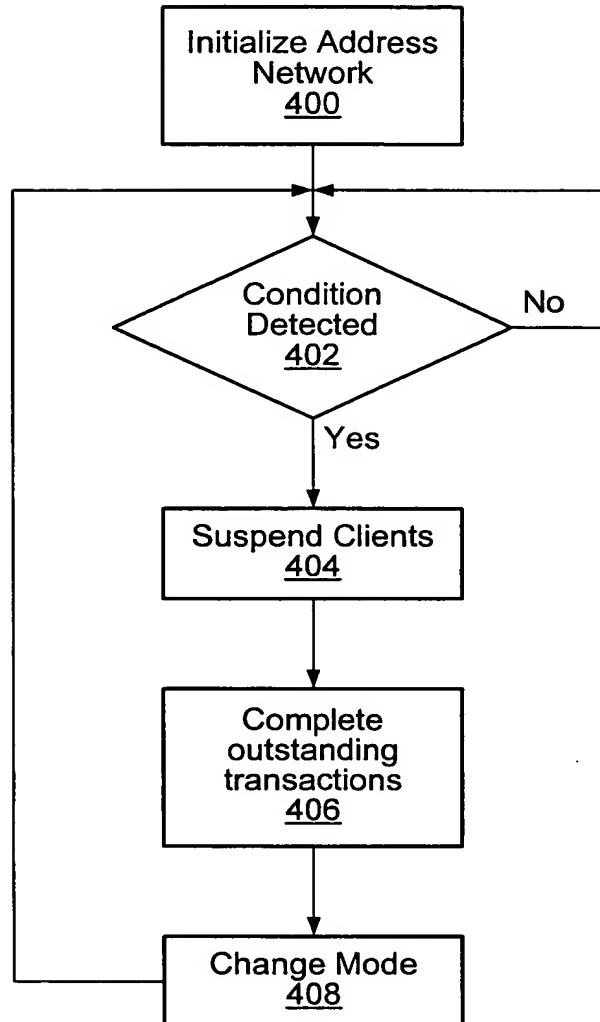 Initialize Address
Network
400
Condition
Detected
402
No
Yes
Suspend Clients
404
Complete
outstanding
transactions
406
Change Mode
408